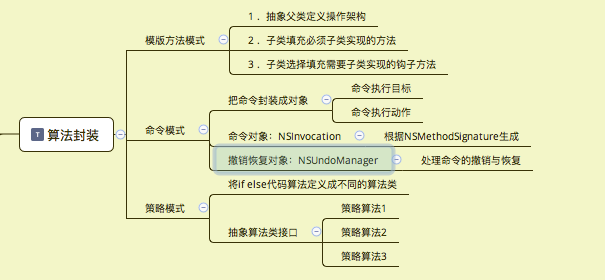 算法封装
模版方法模式
1．抽象父类定义操作架构
2．子类填充必须子类实现的方法
3．子类选择填充需要子类实现的钩子方法
命令模式
把命令封装成对象
命令执行目标
命令执行动作
命令对象：NSInvocation
根据NSMethodSignature生成
撤销恢复对象：NSUndoManager
处理命令的撤销与恢复
策略模式
将if else代码算法定义成不同的算法类
抽象算法类接口
策略算法1
策略算法2
策略算法3